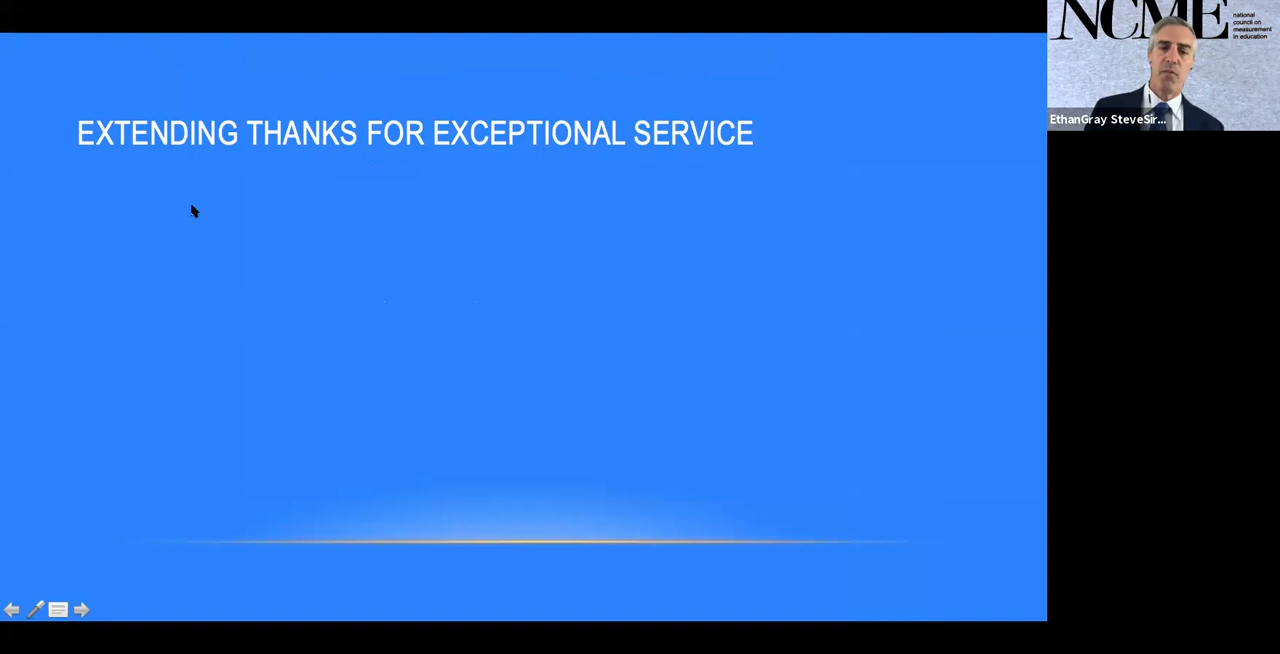 EXTENDING THANKS FOR EXCEPTIONAL SERVICE
NCME
national
council on
measurement
in education
EthanGray SteveSir...